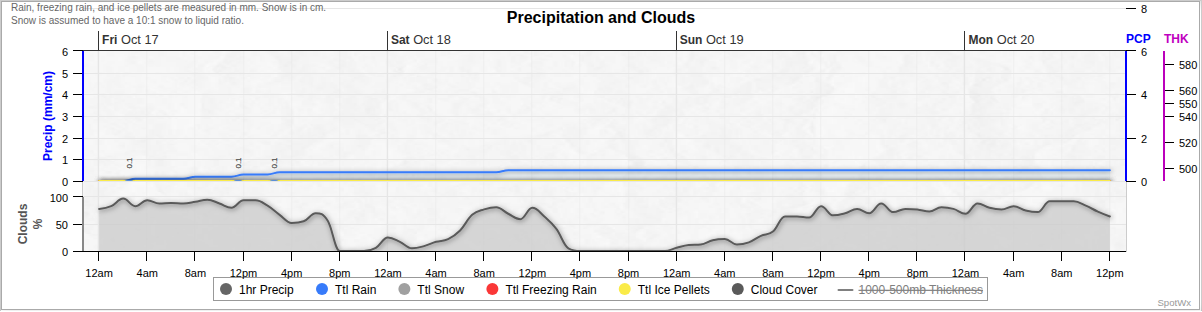 Rain, freezing rain, and ice pellets are measured in mm. Snow is in cm.
Snow is assumed to have a 10:1 snow to liquid ratio.
Precipitation and Clouds
8
Fri Oct 17
Sat Oct 18
Sun Oct 19
Mon Oct 20
PCP
THK
Precip (mm/cm)
6
5
4
3
2
1
0
0.1
0.1
0.1
6
4
2
0
580
560
550
540
520
500
Clouds
%
100
50
0
12am 4am 8am 12pm 4pm 8pm 12am 4am 8am 12pm 4pm 8pm 12am 4am 8am 12pm 4pm 8pm 12am 4am 8am 12pm
1hr Precip Ttl Rain Ttl Snow Ttl Freezing Rain Ttl Ice Pellets Cloud Cover 1000-500mb Thickness
SpotWx